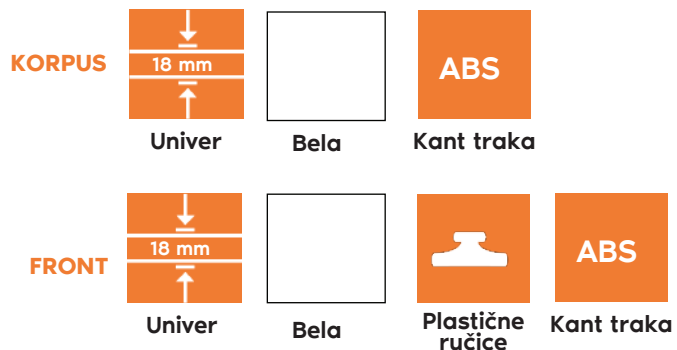 KORPUS
18 mm
ABS
Univer
Bela
Kant traka
FRONT
18 mm
ABS
Univer
Bela
Plastične
ručice
Kant traka